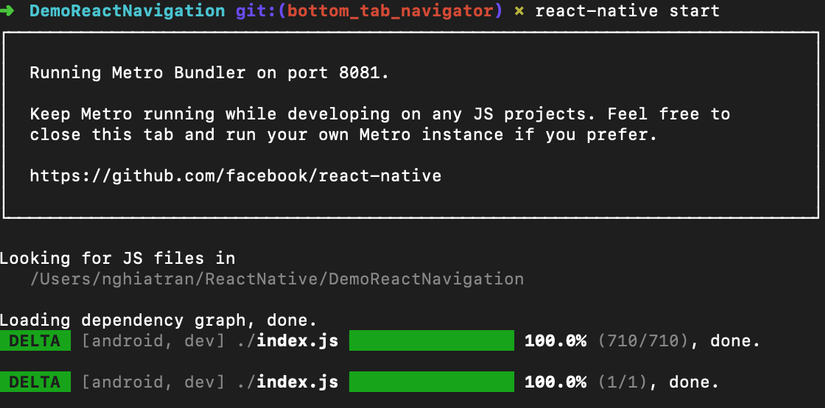 ➜ DemoReactNavigation git:(bottom_tab_navigator) ✗ react-native start
Running Metro Bundler on port 8081.
Keep Metro running while developing on any JS projects. Feel free to
close this tab and run your own Metro instance if you prefer.
https://github.com/facebook/react-native
Looking for JS files in
/Users/nghiatran/ReactNative/DemoReactNavigation
Loading dependency graph, done.
DELTA [android, dev] ./index.js 100.0% (710/710), done.
DELTA [android, dev] ./index.js 100.0% (1/1), done.